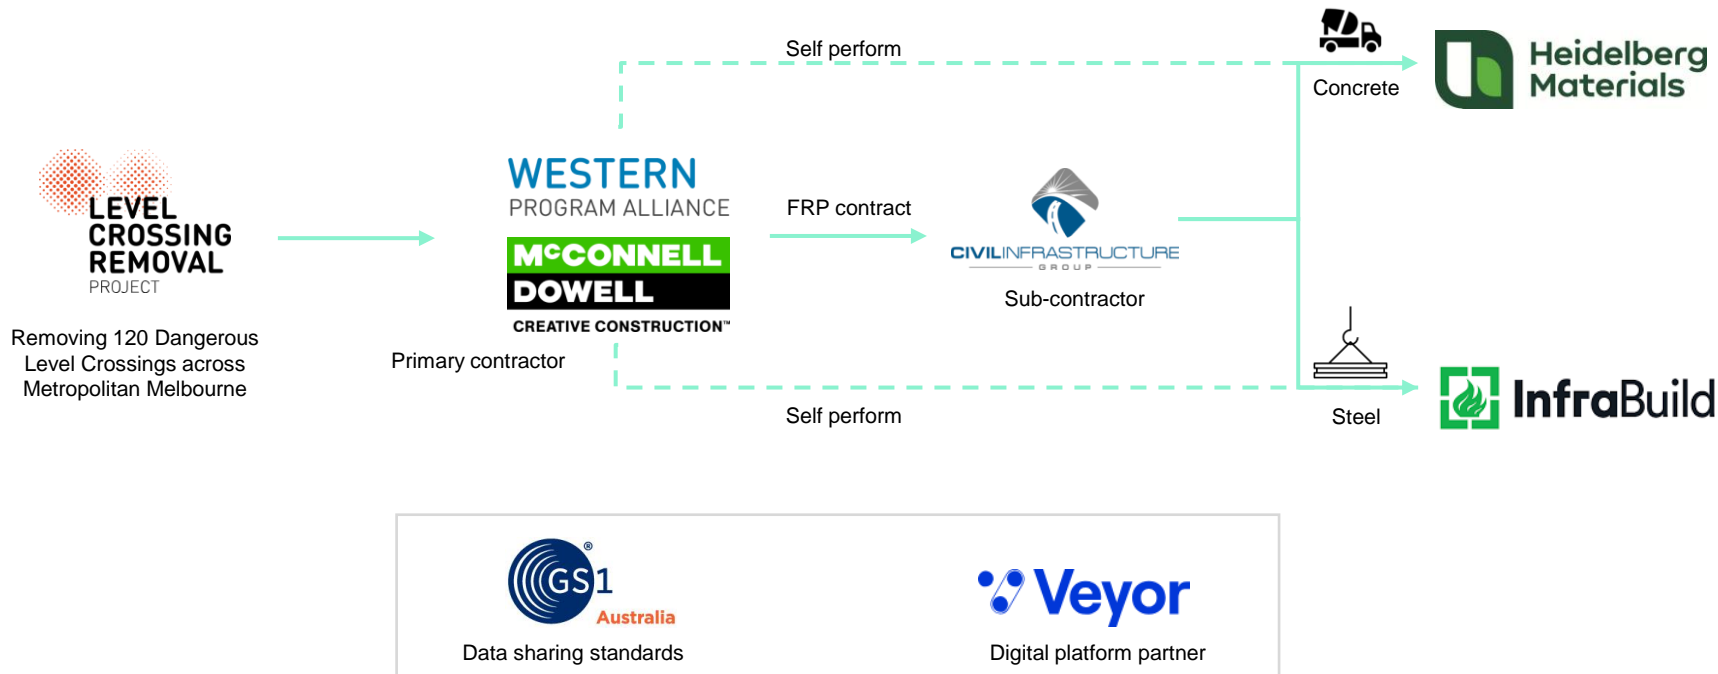 Self perform
Concrete
Heidelberg
Materials
LEVEL
CROSSING
REMOVAL
PROJECT
Removing 120 Dangerous
Level Crossings across
Metropolitan Melbourne
WESTERN
PROGRAM ALLIANCE
McCONNELL
DOWELL
CREATIVE CONSTRUCTION™
Primary contractor
FRP contract
CIVILINFRASTRUCTURE
GROUP
Sub-contractor
Self perform
Steel
InfraBuild
GS1
®
Australia
Data sharing standards
Veyor
Digital platform partner